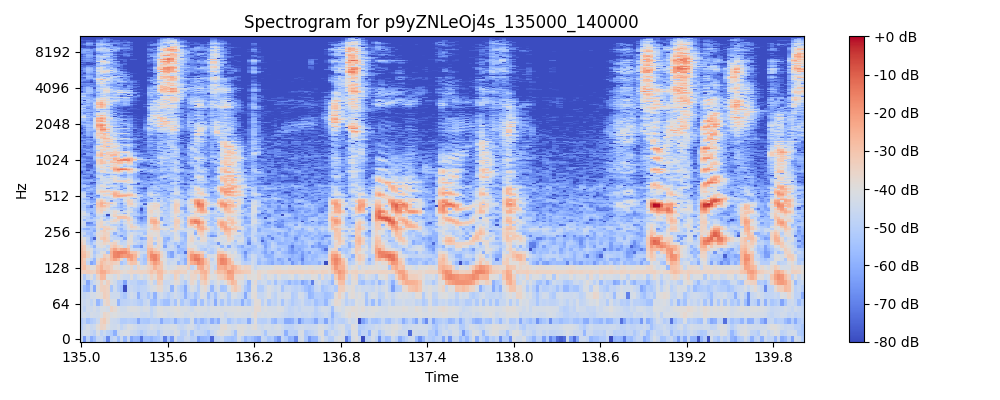 Spectrogram for p9yZNLeOj4s_135000_140000
8192
4096
2048
1024
512
256
128
64
0
Hz
135.0 135.6 136.2 136.8 137.4 138.0 138.6 139.2 139.8
Time
+0 dB
-10 dB
-20 dB
-30 dB
-40 dB
-50 dB
-60 dB
-70 dB
-80 dB